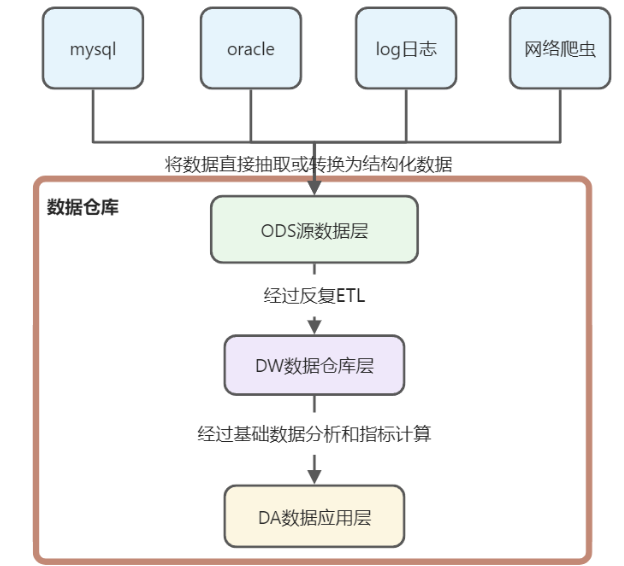 mysql
oracle
log日志
网络爬虫
将数据直接抽取或转换为结构化数据
数据仓库
ODS源数据层
经过反复ETL
DW数据仓库层
经过基础数据分析和指标计算
DA数据应用层